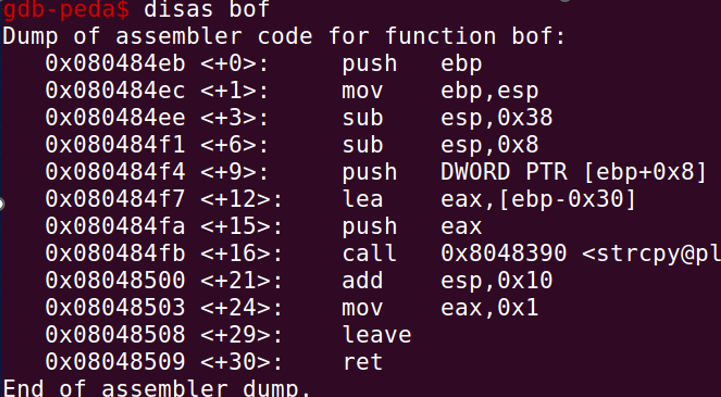 gdb-peda$ disas bof
Dump of assembler code for function bof:
   0x080484eb <+0>:     push   ebp
   0x080484ec <+1>:     mov    ebp,esp
   0x080484ee <+3>:     sub    esp,0x38
   0x080484f1 <+6>:     sub    esp,0x8
   0x080484f4 <+9>:     push   DWORD PTR [ebp+0x8]
   0x080484f7 <+12>:    lea    eax,[ebp-0x30]
   0x080484fa <+15>:    push   eax
   0x080484fb <+16>:    call   0x8048390 <strcpy@pl
   0x08048500 <+21>:    add    esp,0x10
   0x08048503 <+24>:    mov    eax,0x1
   0x08048508 <+29>:    leave
   0x08048509 <+30>:    ret
End of assembler dump.